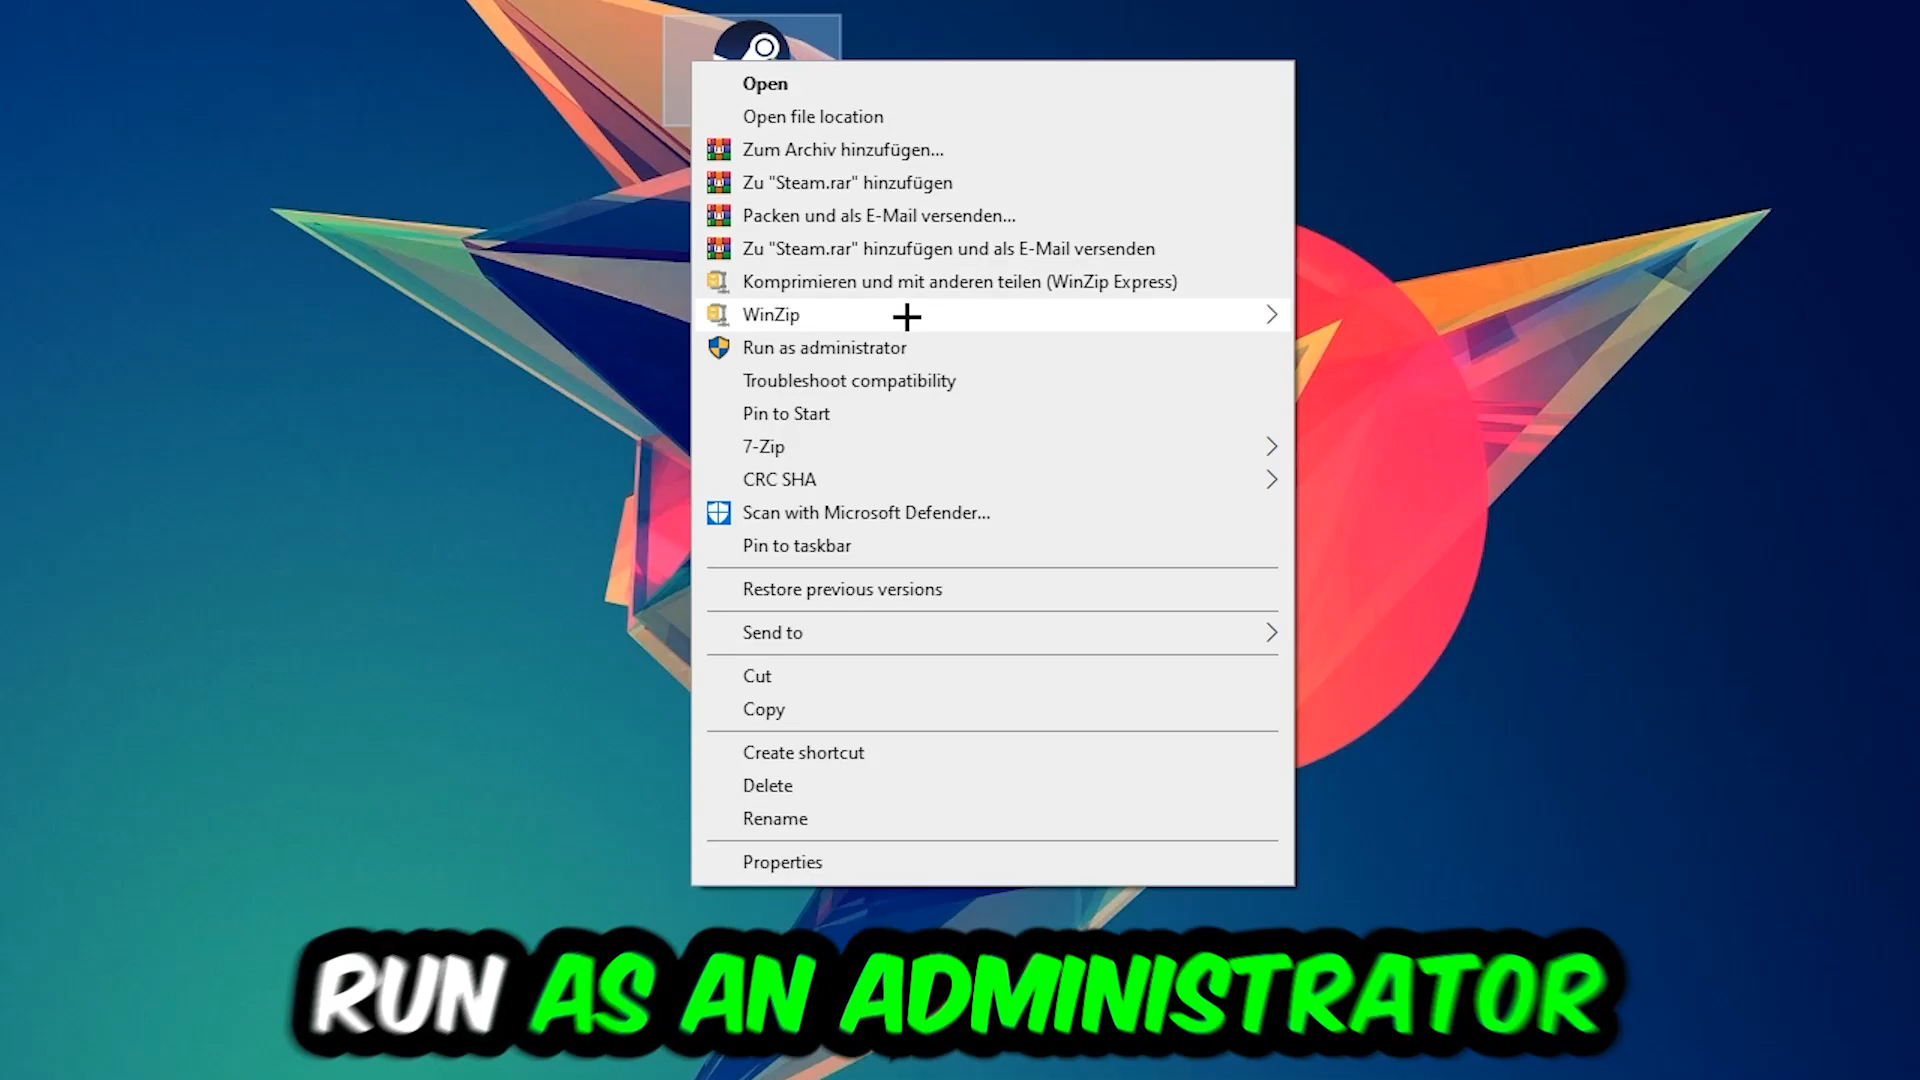 Open
Open file location
Zum Archiv hinzufügen...
Zu "Steam.rar" hinzufügen
Packen und als E-Mail versenden...
Zu "Steam.rar" hinzufügen und als E-Mail versenden
Komprimieren und mit anderen teilen (WinZip Express)
WinZip
Run as administrator
Troubleshoot compatibility
Pin to Start
7-Zip
CRC SHA
Scan with Microsoft Defender...
Pin to taskbar
Restore previous versions
Send to
Cut
Copy
Create shortcut
Delete
Rename
Properties
RUN AS AN ADMINISTRATOR